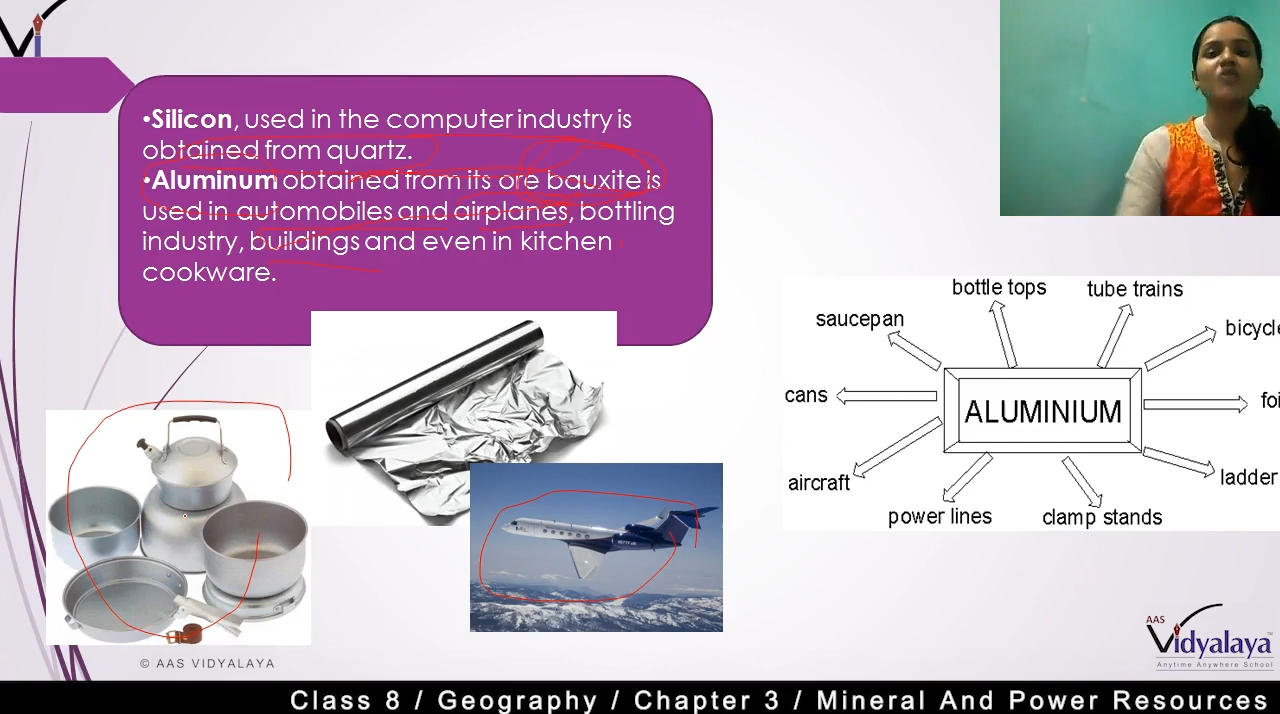 •Silicon, used in the computer industry is
obtained from quartz.
•Aluminum obtained from its ore bauxite is
used in automobiles and airplanes, bottling
industry, buildings and even in kitchen
cookware.
bottle tops
tube trains
saucepan
bicycle
cans
ALUMINIUM
foi
aircraft
ladder
power lines
clamp stands
AAS
Vidyalaya
Anytime Anywhere School
© AAS VIDYALAYA
Class 8 / Geography / Chapter 3 / Mineral And Power Resources